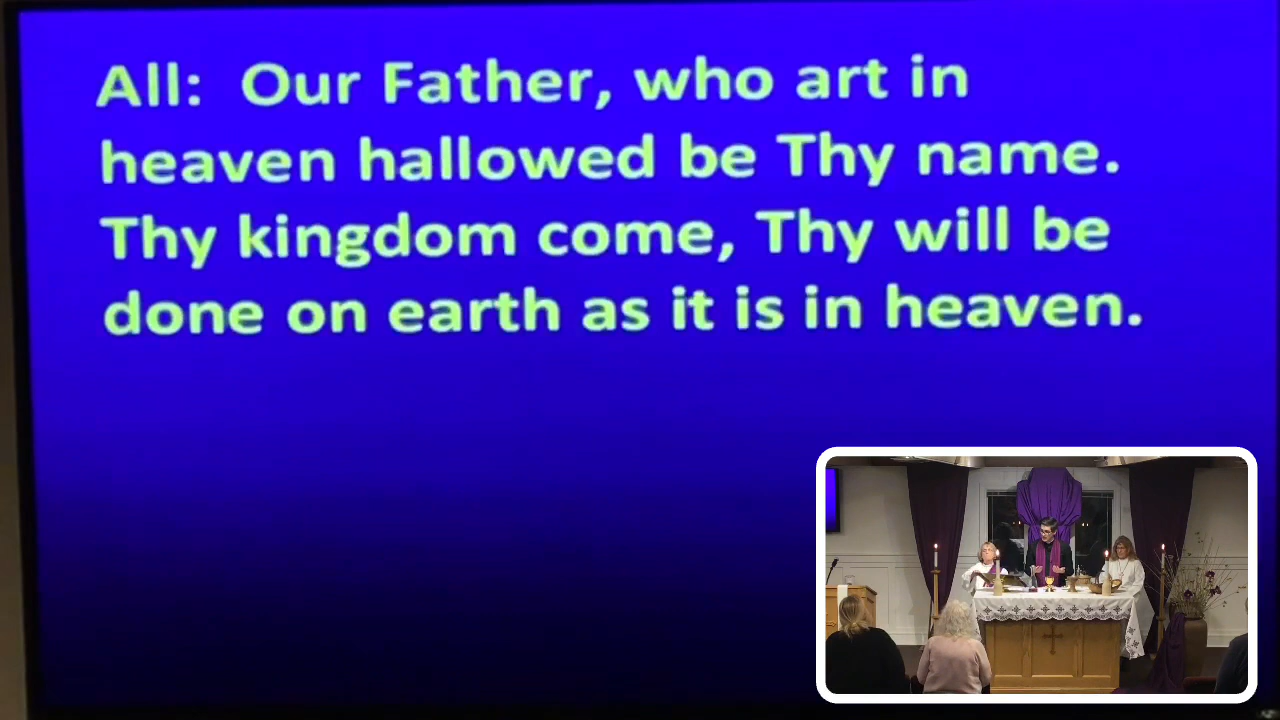 All: Our Father, who art in
heaven hallowed be Thy name.
Thy kingdom come, Thy will be
done on earth as it is in heaven.